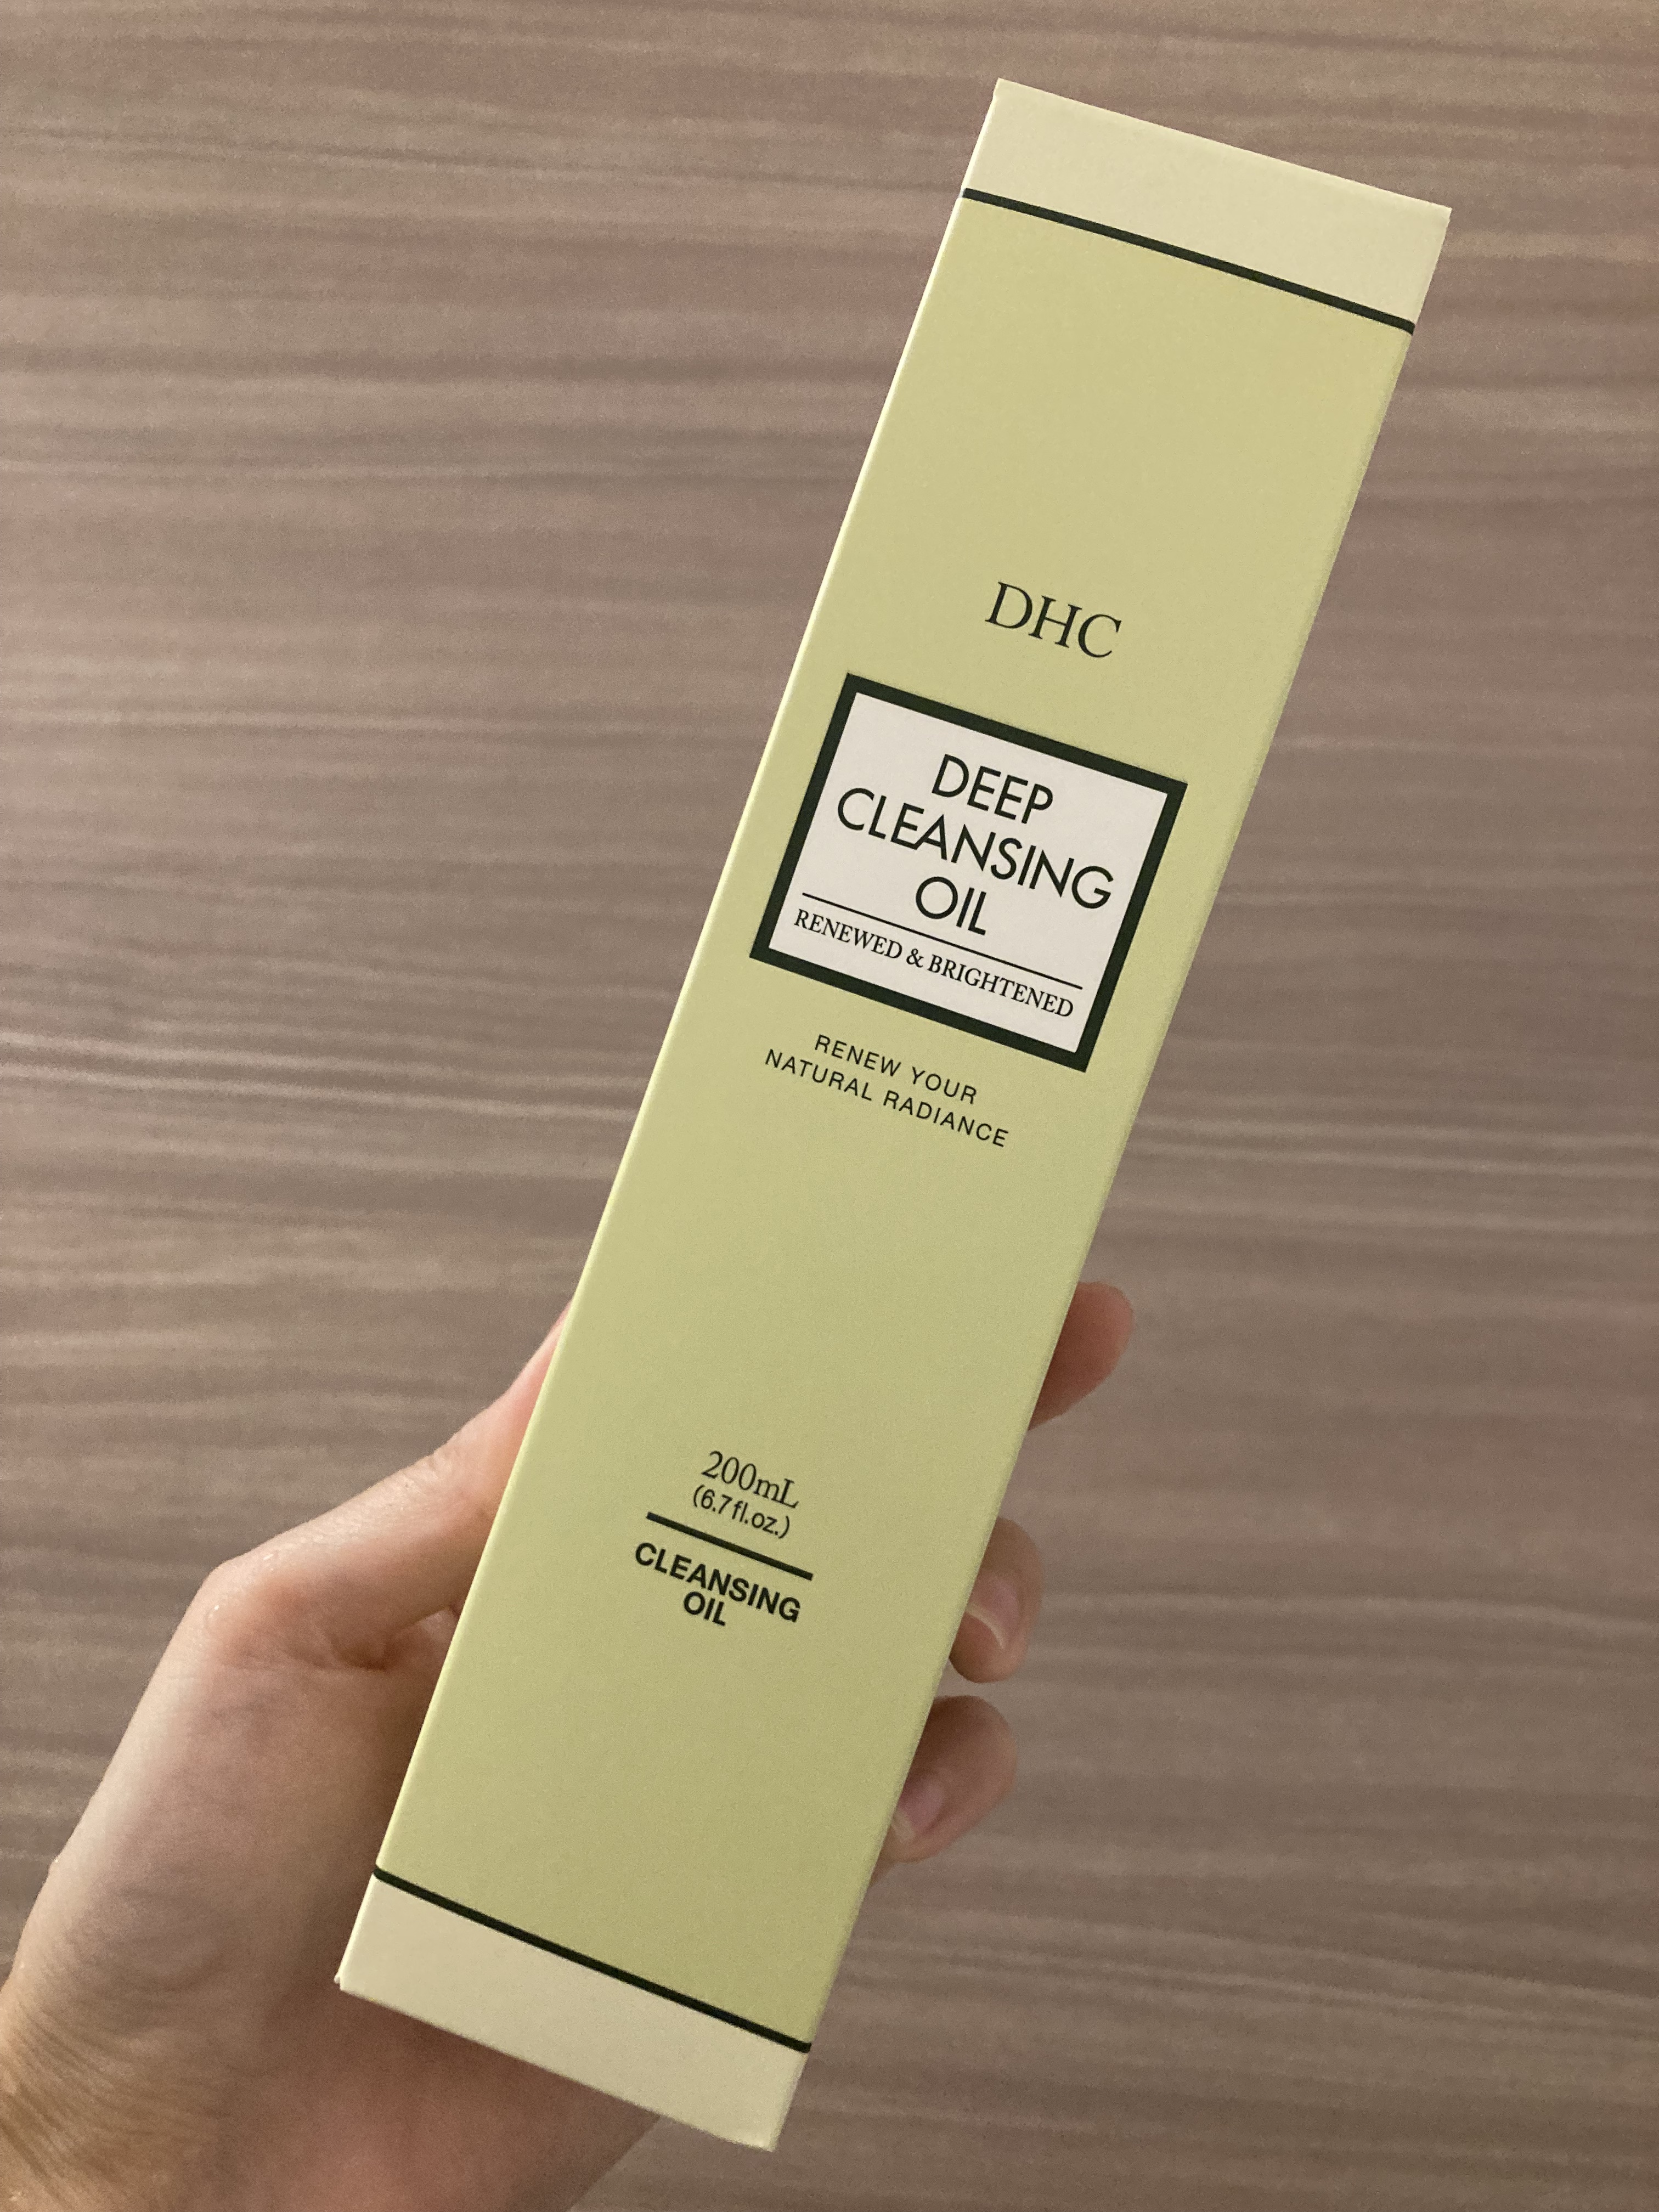 DHC
DEEP
CLEANSING
OIL
RENEWED & BRIGHTENED
RENEW YOUR
NATURAL RADIANCE
200mL
(6.7fl.oz.)
CLEANSING
OIL